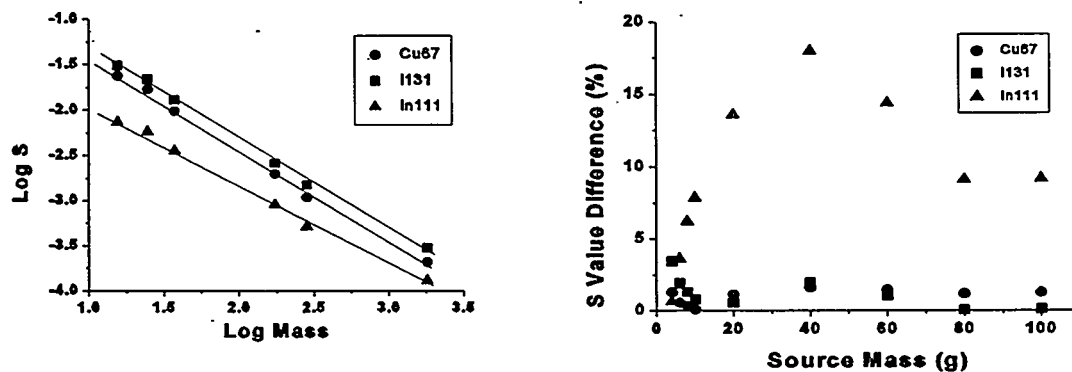 -1.0
-1.5
-2.0
-2.5
-3.0
-3.5
-4.0
Log S
1.0 1.5 2.0 2.5 3.0 3.5
Log Mass
Cu67
I131
In111
20
15
10
5
0
S Value Difference (%)
0 20 40 60 80 100
Source Mass (g)
Cu67
I131
In111